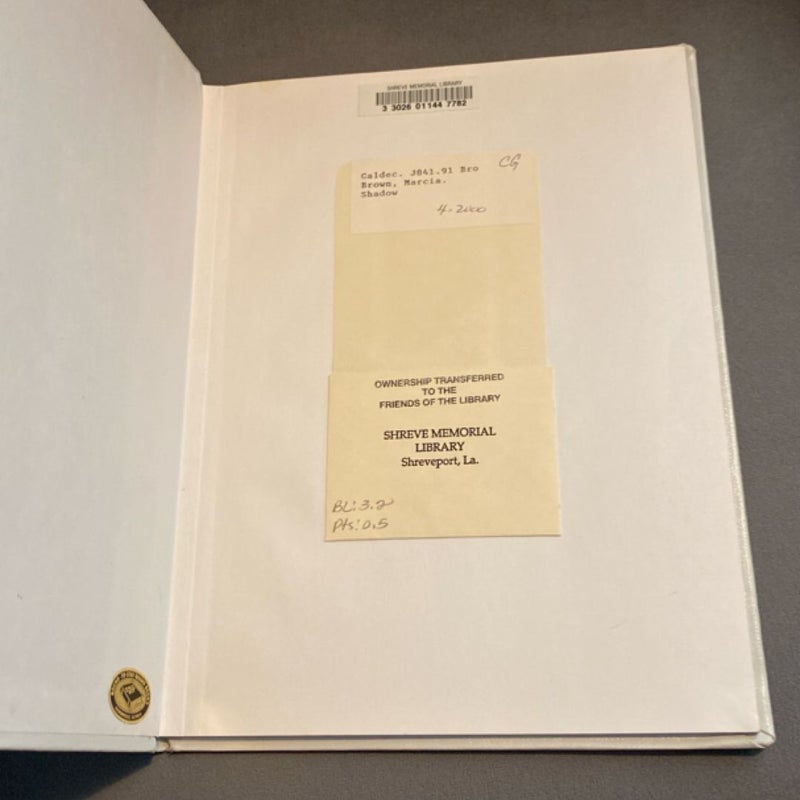 SHREVE MEMORIAL LIBRARY
3 3026 01144 7782
CG
Caldec. J841.91 Bro
Brown, Marcia.
Shadow
4-2000
OWNERSHIP TRANSFERRED
TO THE
FRIENDS OF THE LIBRARY
SHREVE MEMORIAL
LIBRARY
Shreveport, La.
BL: 3.2
Pts: 0.5